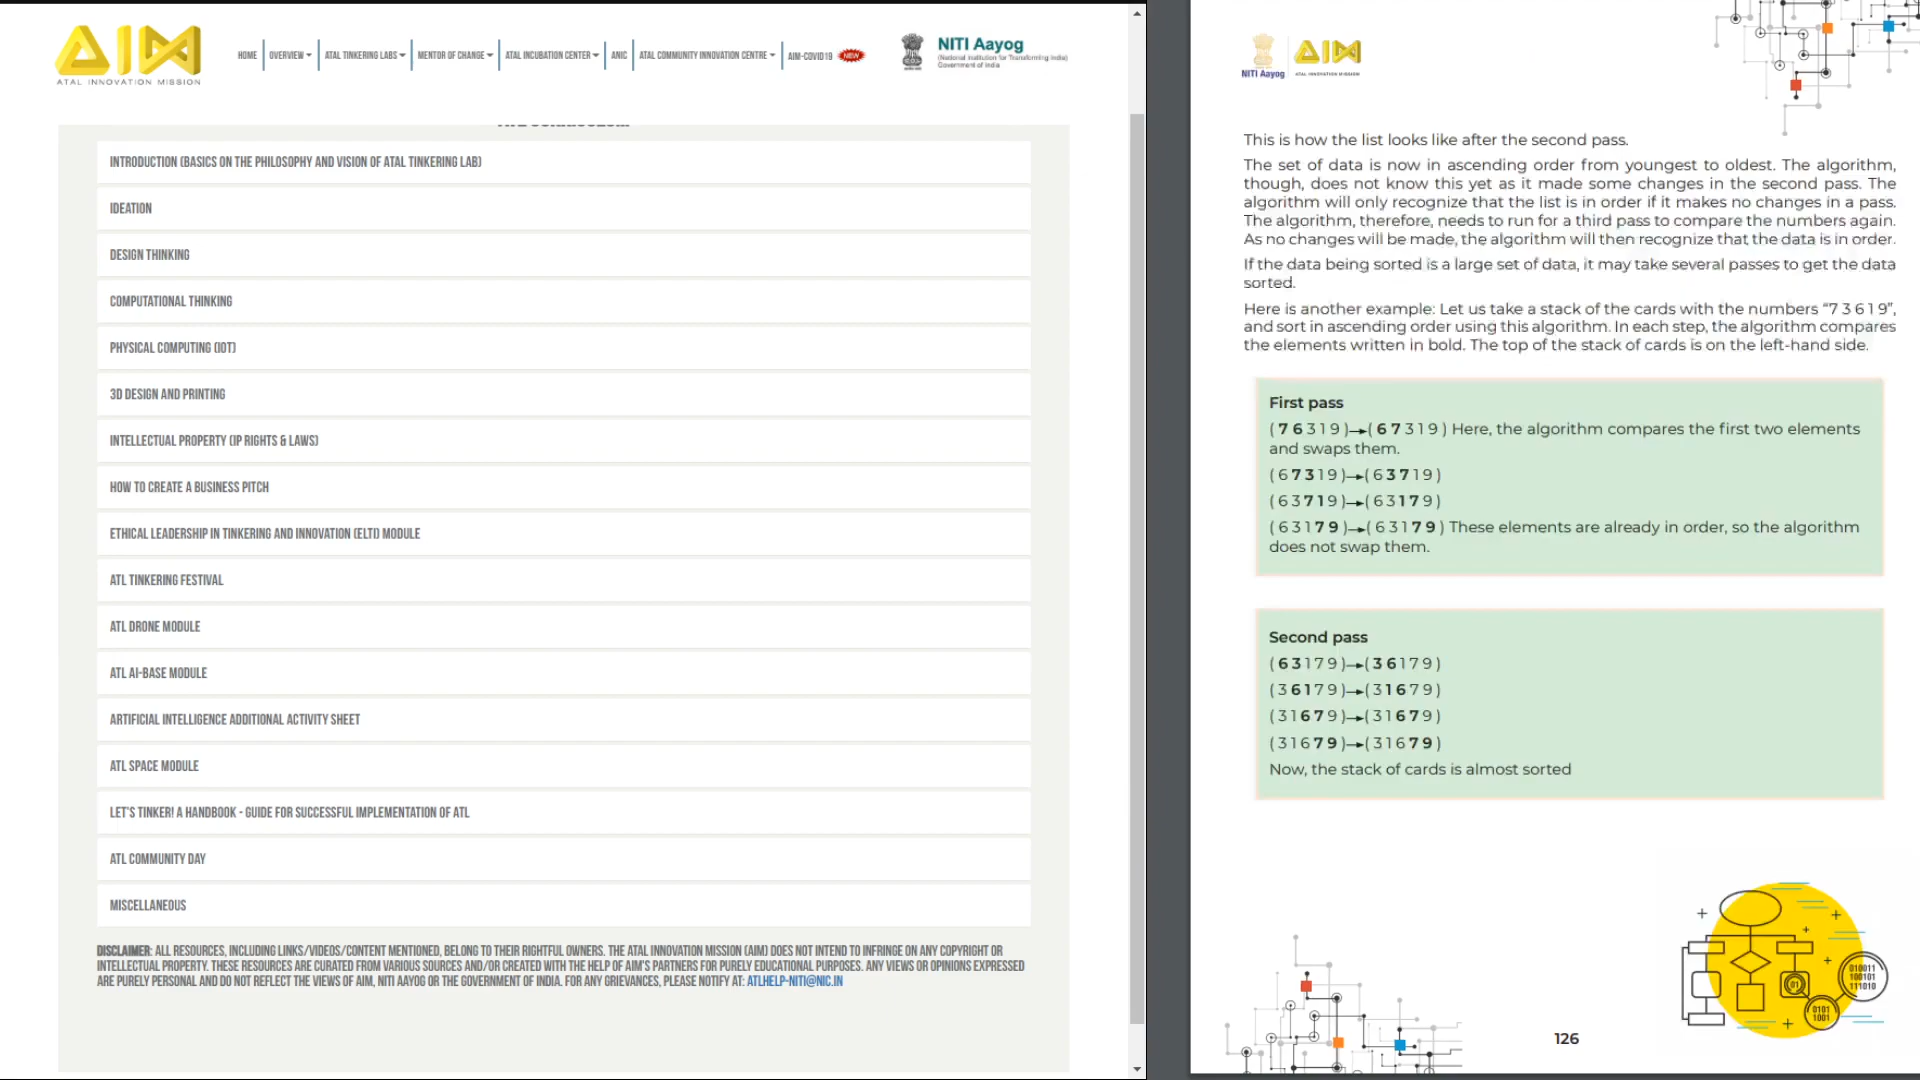 AIM
ATAL INNOVATION MISSION
HOME
OVERVIEW
ATAL TINKERING LABS
MENTOR OF CHANGE
ATAL INCUBATION CENTER
ANIC
ATAL COMMUNITY INNOVATION CENTRE
AIM-COVID19
NEW
NITI Aayog
(National Institution for Transforming India)
Government of India
INTRODUCTION (BASICS ON THE PHILOSOPHY AND VISION OF ATAL TINKERING LAB)
IDEATION
DESIGN THINKING
COMPUTATIONAL THINKING
PHYSICAL COMPUTING (IOT)
3D DESIGN AND PRINTING
INTELLECTUAL PROPERTY (IP RIGHTS & LAWS)
HOW TO CREATE A BUSINESS PITCH
ETHICAL LEADERSHIP IN TINKERING AND INNOVATION (ELTI) MODULE
ATL TINKERING FESTIVAL
ATL DRONE MODULE
ATL AI-BASE MODULE
ARTIFICIAL INTELLIGENCE ADDITIONAL ACTIVITY SHEET
ATL SPACE MODULE
LET'S TINKER! A HANDBOOK - GUIDE FOR SUCCESSFUL IMPLEMENTATION OF ATL
ATL COMMUNITY DAY
MISCELLANEOUS
DISCLAIMER: ALL RESOURCES, INCLUDING LINKS/VIDEOS/CONTENT MENTIONED, BELONG TO THEIR RIGHTFUL OWNERS. THE ATAL INNOVATION MISSION (AIM) DOES NOT INTEND TO INFRINGE ON ANY COPYRIGHT OR
INTELLECTUAL PROPERTY. THESE RESOURCES ARE CURATED FROM VARIOUS SOURCES AND/OR CREATED WITH THE HELP OF AIM'S PARTNERS FOR PURELY EDUCATIONAL PURPOSES. ANY VIEWS OR OPINIONS EXPRESSED
ARE PURELY PERSONAL AND DO NOT REFLECT THE VIEWS OF AIM, NITI AAYOG OR THE GOVERNMENT OF INDIA. FOR ANY GRIEVANCES, PLEASE NOTIFY AT: ATLHELP-NITI@NIC.IN
NITI Aayog
AIM
ATAL INNOVATION MISSION
This is how the list looks like after the second pass.
The set of data is now in ascending order from youngest to oldest. The algorithm,
though, does not know this yet as it made some changes in the second pass. The
algorithm will only recognize that the list is in order if it makes no changes in a pass.
The algorithm, therefore, needs to run for a third pass to compare the numbers again.
As no changes will be made, the algorithm will then recognize that the data is in order.
If the data being sorted is a large set of data, it may take several passes to get the data
sorted.
Here is another example: Let us take a stack of the cards with the numbers “7 3 6 1 9”,
and sort in ascending order using this algorithm. In each step, the algorithm compares
the elements written in bold. The top of the stack of cards is on the left-hand side.
First pass
( 7 6 3 1 9 )→( 6 7 3 1 9 ) Here, the algorithm compares the first two elements
and swaps them.
( 6 7 3 1 9 )→( 6 3 7 1 9 )
( 6 3 7 1 9 )→( 6 3 1 7 9 )
( 6 3 1 7 9 )→( 6 3 1 7 9 ) These elements are already in order, so the algorithm
does not swap them.
Second pass
( 6 3 1 7 9 )→( 3 6 1 7 9 )
( 3 6 1 7 9 )→( 3 1 6 7 9 )
( 3 1 6 7 9 )→( 3 1 6 7 9 )
( 3 1 6 7 9 )→( 3 1 6 7 9 )
Now, the stack of cards is almost sorted
010011
100101
111010
01
0101
1001
126